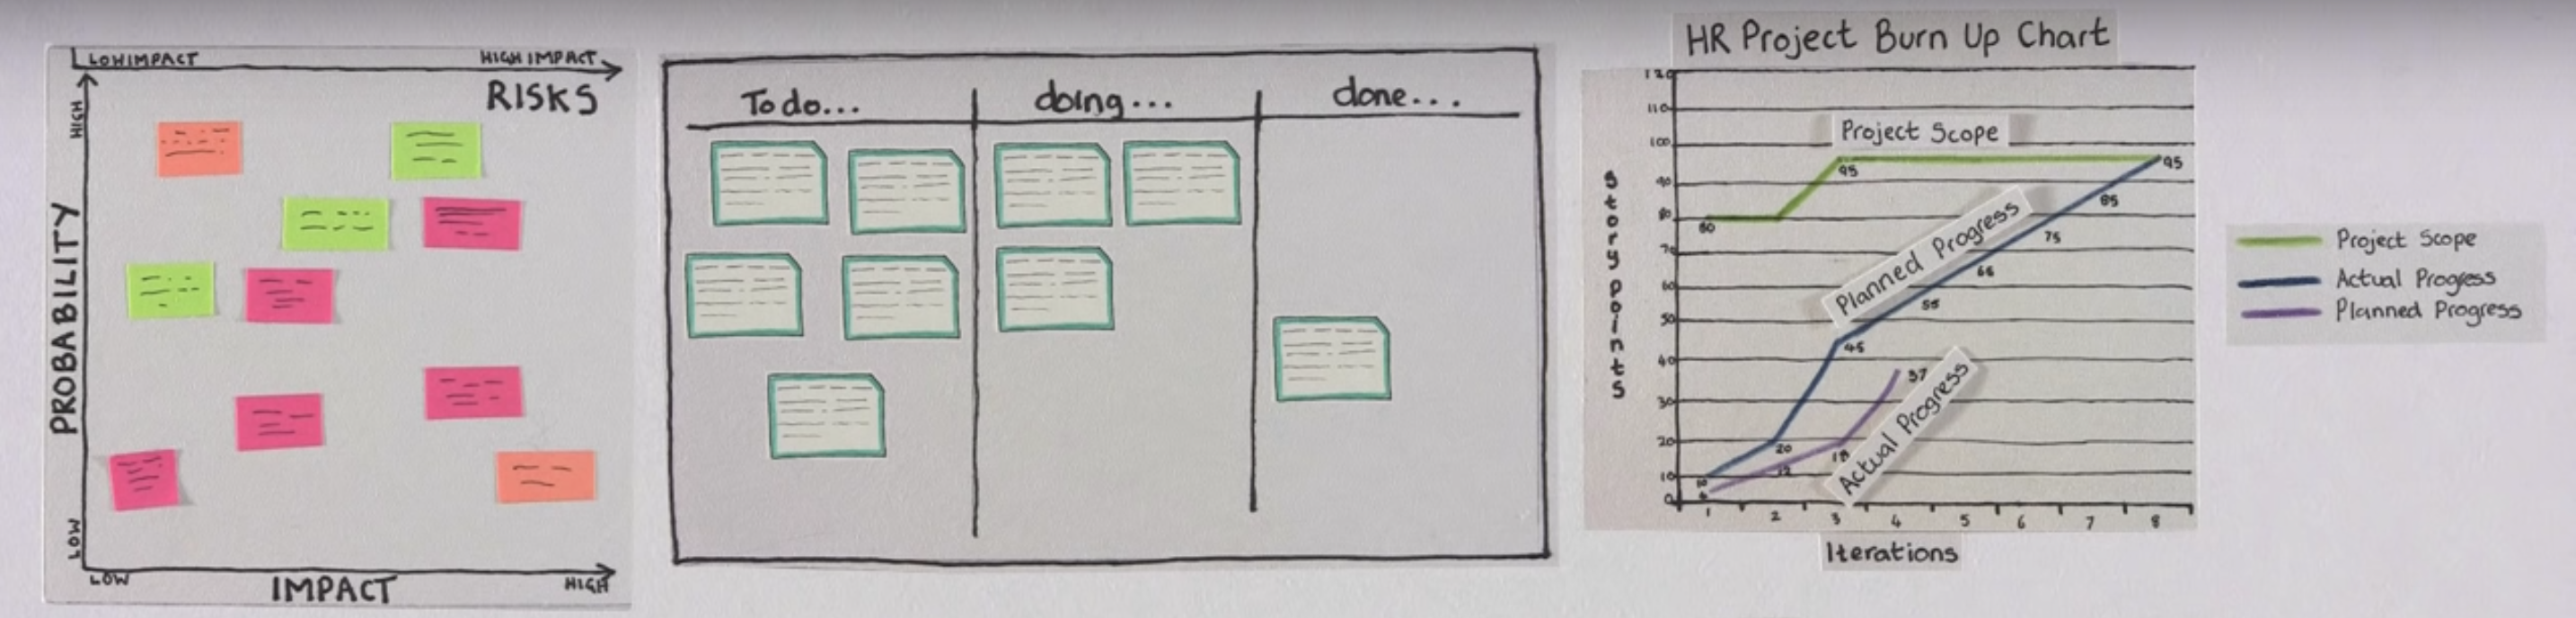 LOW IMPACT
HIGH IMPACT
RISKS
HIGH
PROBABILITY
LOW
LOW
IMPACT
HIGH
To do...
doing...
done...
HR Project Burn Up Chart
120
110
100
90
80
70
60
50
40
30
20
10
0
story points
Project Scope
95
80
Planned Progress
95
85
75
66
55
45
20
10
Actual Progress
37
18
12
1
2
3
4
5
6
7
8
Iterations
Project Scope
Actual Progress
Planned Progress